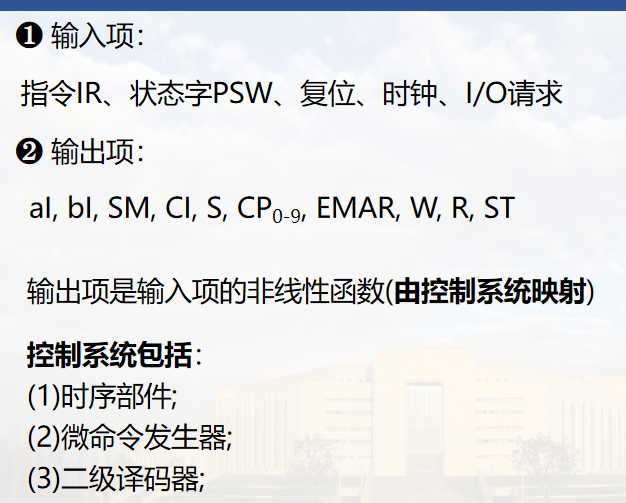 ❶ 输入项：
指令IR、状态字PSW、复位、时钟、I/O请求
❷ 输出项：
aI, bI, SM, CI, S, CP0-9, EMAR, W, R, ST
输出项是输入项的非线性函数(由控制系统映射)
控制系统包括：
(1)时序部件;
(2)微命令发生器;
(3)二级译码器;